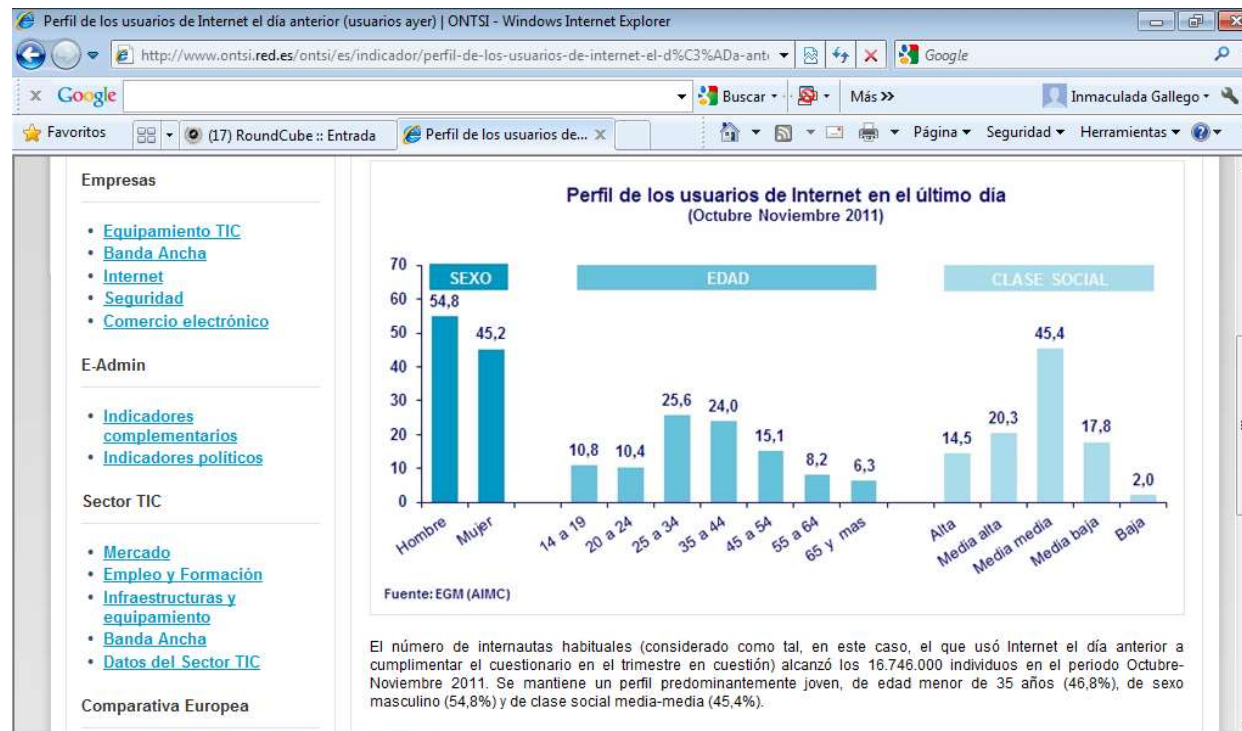 Perfil de los usuarios de Internet el día anterior (usuarios ayer) | ONTSI - Windows Internet Explorer
http://www.ontsi.red.es/ontsi/es/indicador/perfil-de-los-usuarios-de-internet-el-d%C3%ADa-ant
Google
x Google
Buscar
Más >>
Inmaculada Gallego
Favoritos
(17) RoundCube :: Entrada
Perfil de los usuarios de... x
Página
Seguridad
Herramientas
Empresas
• Equipamiento TIC
• Banda Ancha
• Internet
• Seguridad
• Comercio electrónico
E-Admin
• Indicadores
complementarios
• Indicadores políticos
Sector TIC
• Mercado
• Empleo y Formación
• Infraestructuras y
equipamiento
• Banda Ancha
• Datos del Sector TIC
Comparativa Europea
Perfil de los usuarios de Internet en el último día
(Octubre Noviembre 2011)
70
60
50
40
30
20
10
0
SEXO
EDAD
CLASE SOCIAL
54,8
45,2
10,8
10,4
25,6
24,0
15,1
8,2
6,3
14,5
20,3
45,4
17,8
2,0
Hombre
Mujer
14 a 19
20 a 24
25 a 34
35 a 44
45 a 54
55 a 64
65 y mas
Alta
Media alta
Media media
Media baja
Baja
Fuente: EGM (AIMC)
El número de internautas habituales (considerado como tal, en este caso, el que usó Internet el día anterior a
cumplimentar el cuestionario en el trimestre en cuestión) alcanzó los 16.746.000 individuos en el periodo Octubre-
Noviembre 2011. Se mantiene un perfil predominantemente joven, de edad menor de 35 años (46,8%), de sexo
masculino (54,8%) y de clase social media-media (45,4%).